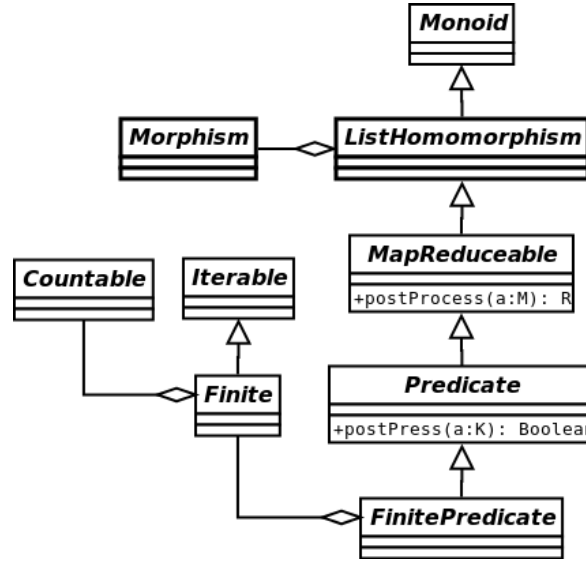 Monoid
Morphism
ListHomomorphism
MapReduceable
+postProcess(a:M): R
Countable
Iterable
Predicate
+postPress(a:K): Boolean
Finite
FinitePredicate